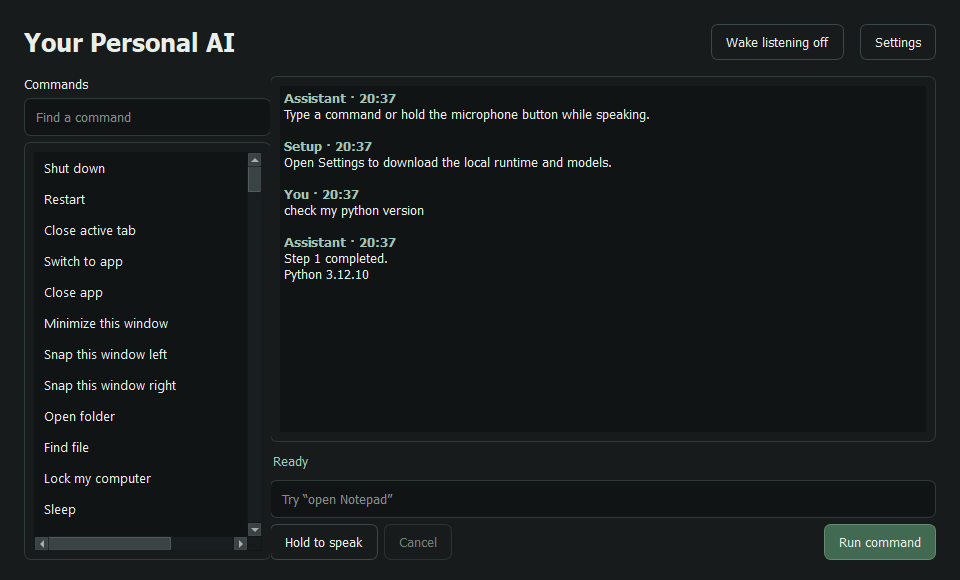 Your Personal AI
Wake listening off
Settings
Commands
Find a command
Shut down
Restart
Close active tab
Switch to app
Close app
Minimize this window
Snap this window left
Snap this window right
Open folder
Find file
Lock my computer
Sleep
Assistant · 20:37
Type a command or hold the microphone button while speaking.
Setup · 20:37
Open Settings to download the local runtime and models.
You · 20:37
check my python version
Assistant · 20:37
Step 1 completed.
Python 3.12.10
Ready
Try “open Notepad”
Hold to speak
Cancel
Run command